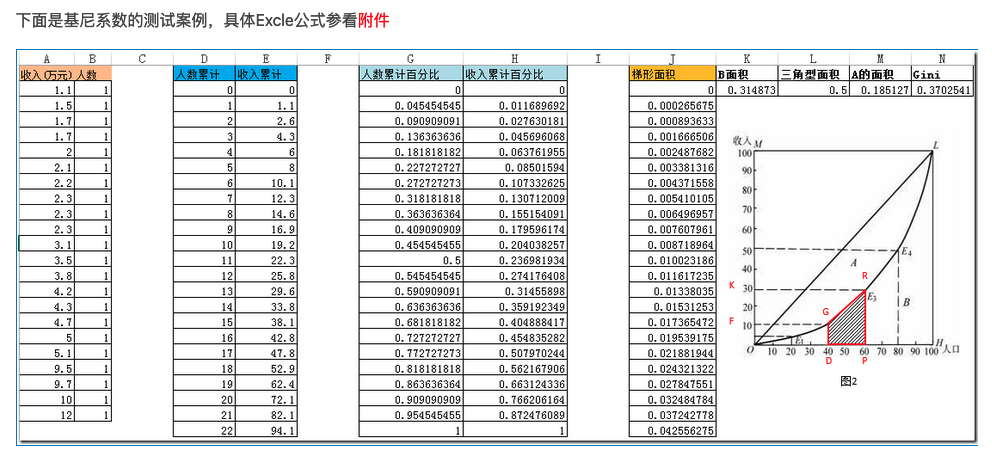 下面是基尼系数的测试案例，具体Excle公式参看附件
A B C D E F G H I J K L M N
收入(万元) 人数 人数累计 收入累计 人数累计百分比 收入累计百分比 梯形面积 B面积 三角型面积 A的面积 Gini
1.1 1 0 0 0 0 0 0.314873 0.5 0.185127 0.3702541
1.5 1 1 1.1 0.045454545 0.011689692 0.000265675
1.7 1 2 2.6 0.090909091 0.027630181 0.000893633
1.7 1 3 4.3 0.136363636 0.045696068 0.001666506
2 1 4 6 0.181818182 0.063761955 0.002487682
2.1 1 5 8 0.227272727 0.08501594 0.003381316
2.2 1 6 10.1 0.272727273 0.107332625 0.004371558
2.3 1 7 12.3 0.318181818 0.130712009 0.005410105
2.3 1 8 14.6 0.363636364 0.155154091 0.006496957
2.3 1 9 16.9 0.409090909 0.179596174 0.007607961
3.1 1 10 19.2 0.454545455 0.204038257 0.008718964
3.5 1 11 22.3 0.5 0.236981934 0.010023186
3.8 1 12 25.8 0.545454545 0.274176408 0.011617235
4.2 1 13 29.6 0.590909091 0.31455898 0.01338035
4.3 1 14 33.8 0.636363636 0.359192349 0.01531253
4.7 1 15 38.1 0.681818182 0.404888417 0.017365472
5 1 16 42.8 0.727272727 0.454835282 0.019539175
5.1 1 17 47.8 0.772727273 0.507970244 0.021881944
9.5 1 18 52.9 0.818181818 0.562167906 0.024321322
9.7 1 19 62.4 0.863636364 0.663124336 0.027847551
10 1 20 72.1 0.909090909 0.766206164 0.032484784
12 1 21 82.1 0.954545455 0.872476089 0.037242778
22 94.1 1 1 0.042556275
收入 M L
100
90
80
70
60
50 E4
40 A
K 30 R E3 B
20
F 10 G E1
O 10 20 30 40 50 60 70 80 90 100 H 人口
D P
图2